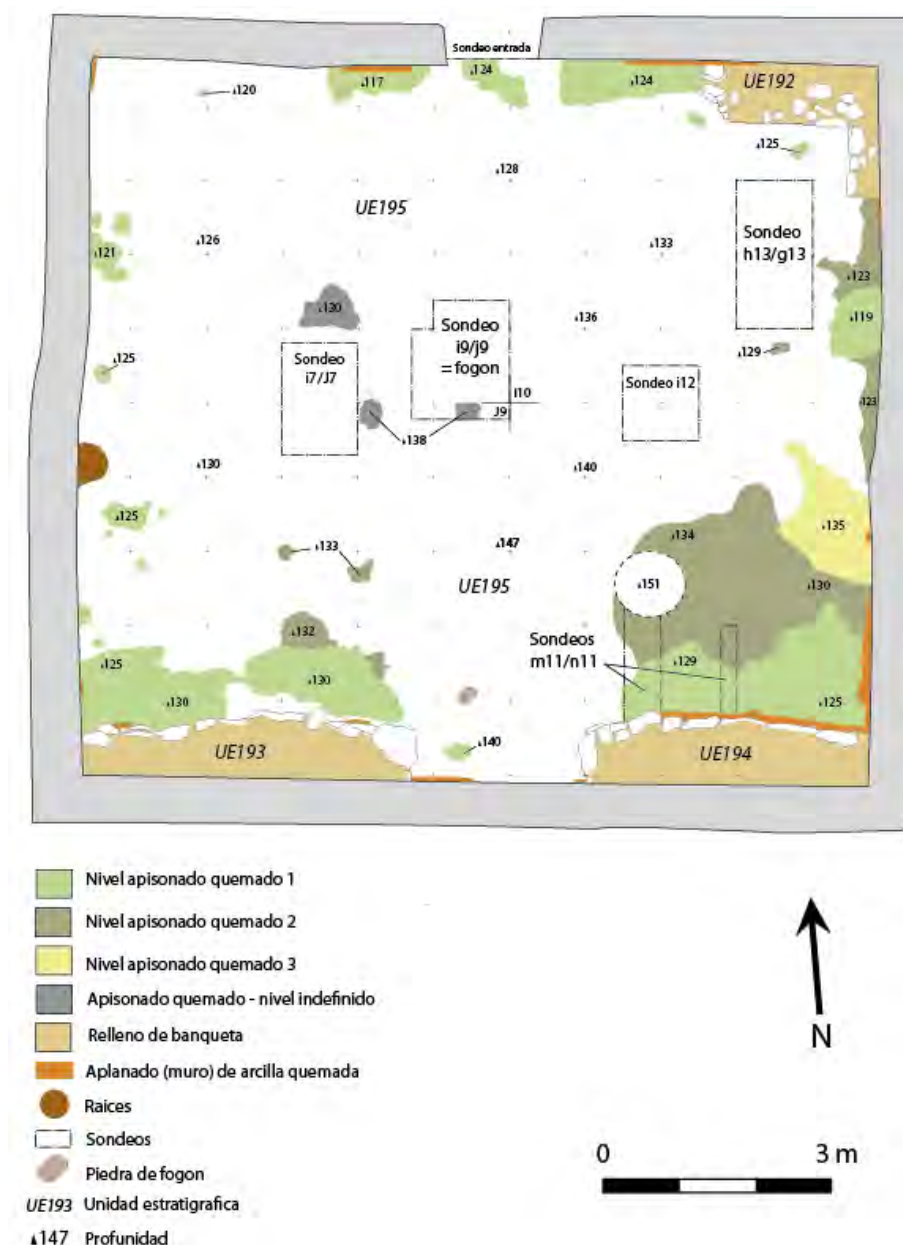 Sondeo entrada
117
124
124
UE192
120
125
128
UE195
Sondeo
h13/g13
126
133
121
123
130
119
Sondeo
i9/j9
= fogon
136
Sondeo
i7/J7
129
125
Sondeo i12
i10
J9
123
138
130
140
125
135
134
147
133
130
151
UE195
132
Sondeos
m11/n11
129
125
130
130
125
140
UE193
UE194
Nivel apisonado quemado 1
Nivel apisonado quemado 2
Nivel apisonado quemado 3
Apisonado quemado - nivel indefinido
Relleno de banqueta
Aplanado (muro) de arcilla quemada
Raices
Sondeos
Piedra de fogon
UE193 Unidad estratigrafica
147 Profunidad
N
0 3 m